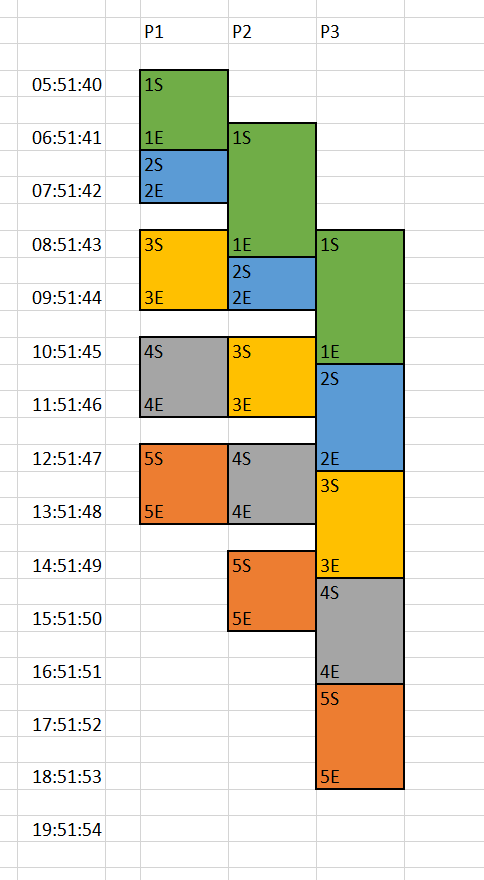 P1 P2 P3
05:51:40 1S
06:51:41 1E 1S
2S
07:51:42 2E
08:51:43 3S 1E 1S
2S
09:51:44 3E 2E
10:51:45 4S 3S 1E
2S
11:51:46 4E 3E
12:51:47 5S 4S 2E
3S
13:51:48 5E 4E
14:51:49 5S 3E
4S
15:51:50 5E
16:51:51 4E
5S
17:51:52
18:51:53 5E
19:51:54